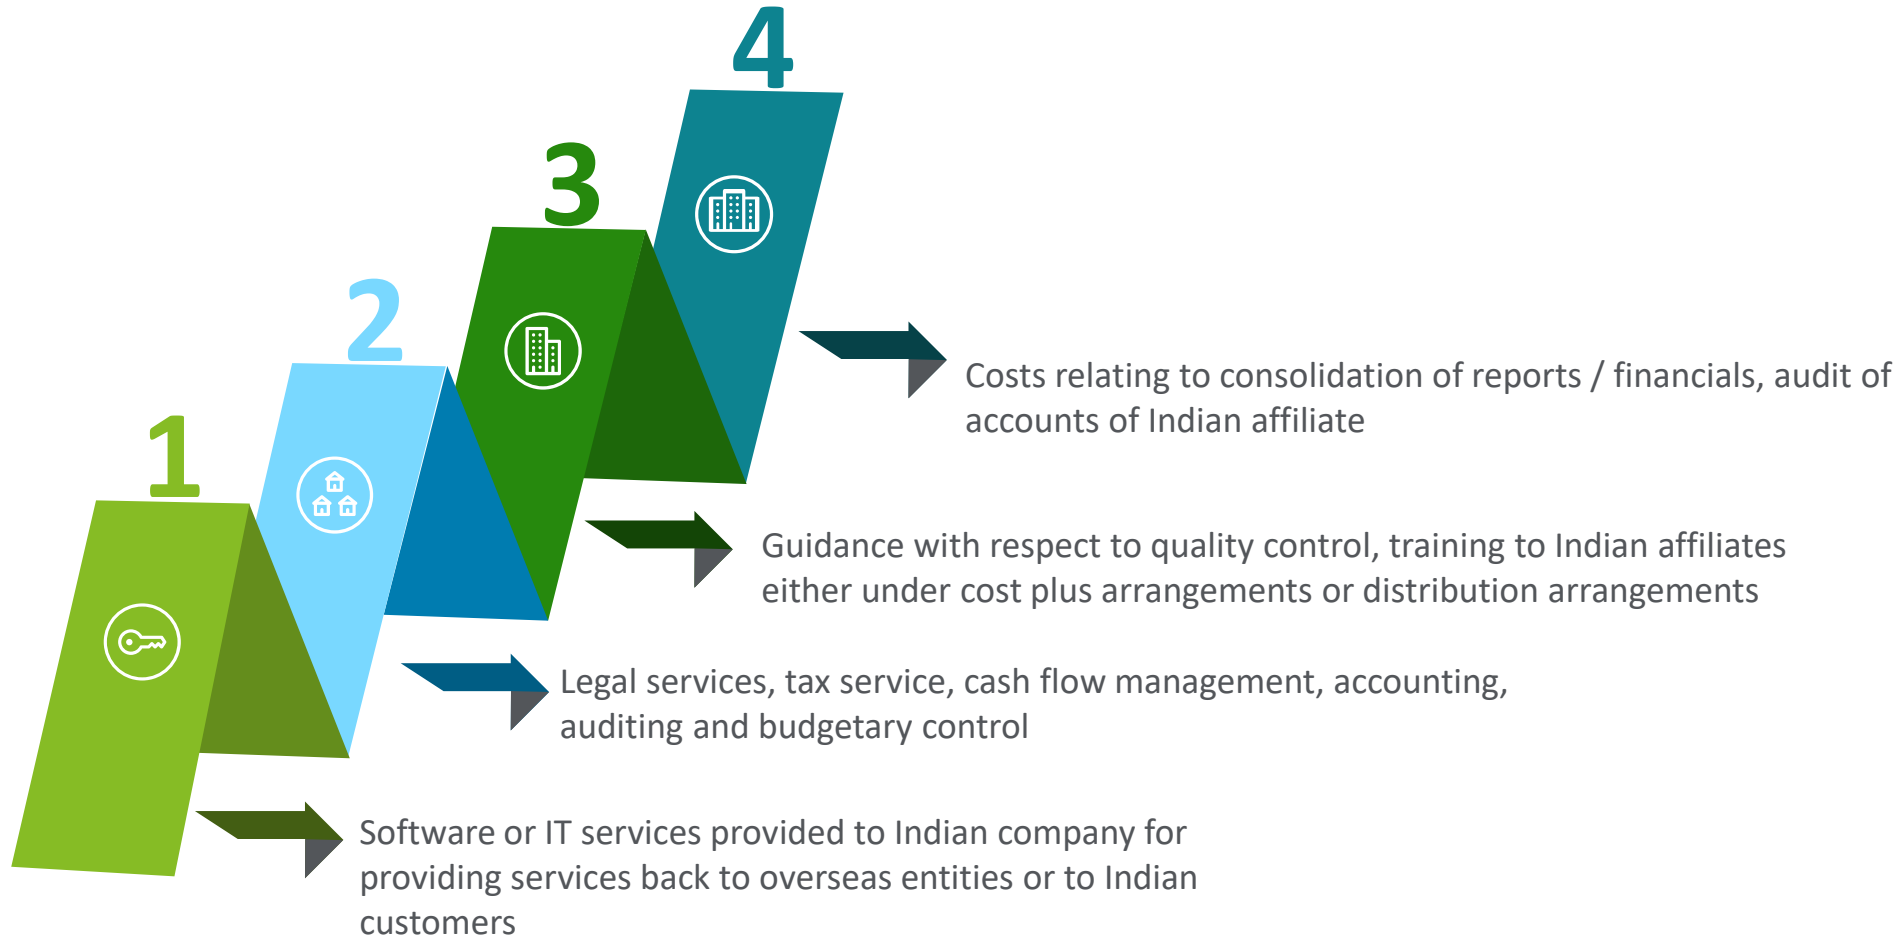 4
Costs relating to consolidation of reports / financials, audit of
accounts of Indian affiliate
3
Guidance with respect to quality control, training to Indian affiliates
either under cost plus arrangements or distribution arrangements
2
Legal services, tax service, cash flow management, accounting,
auditing and budgetary control
1
Software or IT services provided to Indian company for
providing services back to overseas entities or to Indian
customers